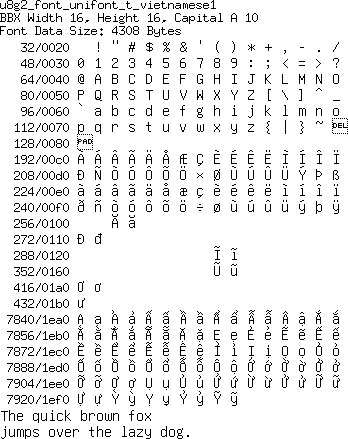 u8g2_font_unifont_t_vietnamese1
BBX Width 16, Height 16, Capital A 10
Font Data Size: 4308 Bytes
32/0020 ! " # $ % & ' ( ) * + , - . /
48/0030 0 1 2 3 4 5 6 7 8 9 : ; < = > ?
64/0040 @ A B C D E F G H I J K L M N O
80/0050 P Q R S T U V W X Y Z [ \ ] ^ _
96/0060 ` a b c d e f g h i j k l m n o
112/0070 p q r s t u v w x y z { | } ~ DEL
128/0080 PAD
192/00c0 À Á Â Ã Ä Å Æ Ç È É Ê Ë Ì Í Î Ï
208/00d0 Ð Ñ Ò Ó Ô Õ Ö × Ø Ù Ú Û Ü Ý Þ ß
224/00e0 à á â ã ä å æ ç è é ê ë ì í î ï
240/00f0 ð ñ ò ó ô õ ö ÷ ø ù ú û ü ý þ ÿ
256/0100 Ă ă
272/0110 Đ đ
288/0120 Ĩ ĩ
352/0160 Ũ ũ
416/01a0 Ơ ơ
432/01b0 ư
7840/1ea0 Ạ ạ Ả ả Ấ ấ Ầ ầ Ẩ ẩ Ẫ ẫ Ậ ậ Ắ ắ
7856/1eb0 Ằ ằ Ẳ ẳ Ẵ ẵ Ặ ặ Ẹ ẹ Ẻ ẻ Ẽ ẽ Ế ế
7872/1ec0 Ề ề Ể ể Ễ ễ Ệ ệ Ỉ ỉ Ị ị Ọ ọ Ỏ ỏ
7888/1ed0 Ố ố Ồ ồ Ổ ổ Ỗ ỗ Ộ ộ Ớ ớ Ờ ờ Ở ở
7904/1ee0 Ỡ ỡ Ợ ợ Ụ ụ Ủ ủ Ứ ứ Ừ ừ Ử ử Ữ ữ
7920/1ef0 Ự ự Ỳ ỳ Ỵ ỵ Ỷ ỷ Ỹ ỹ
The quick brown fox
jumps over the lazy dog.